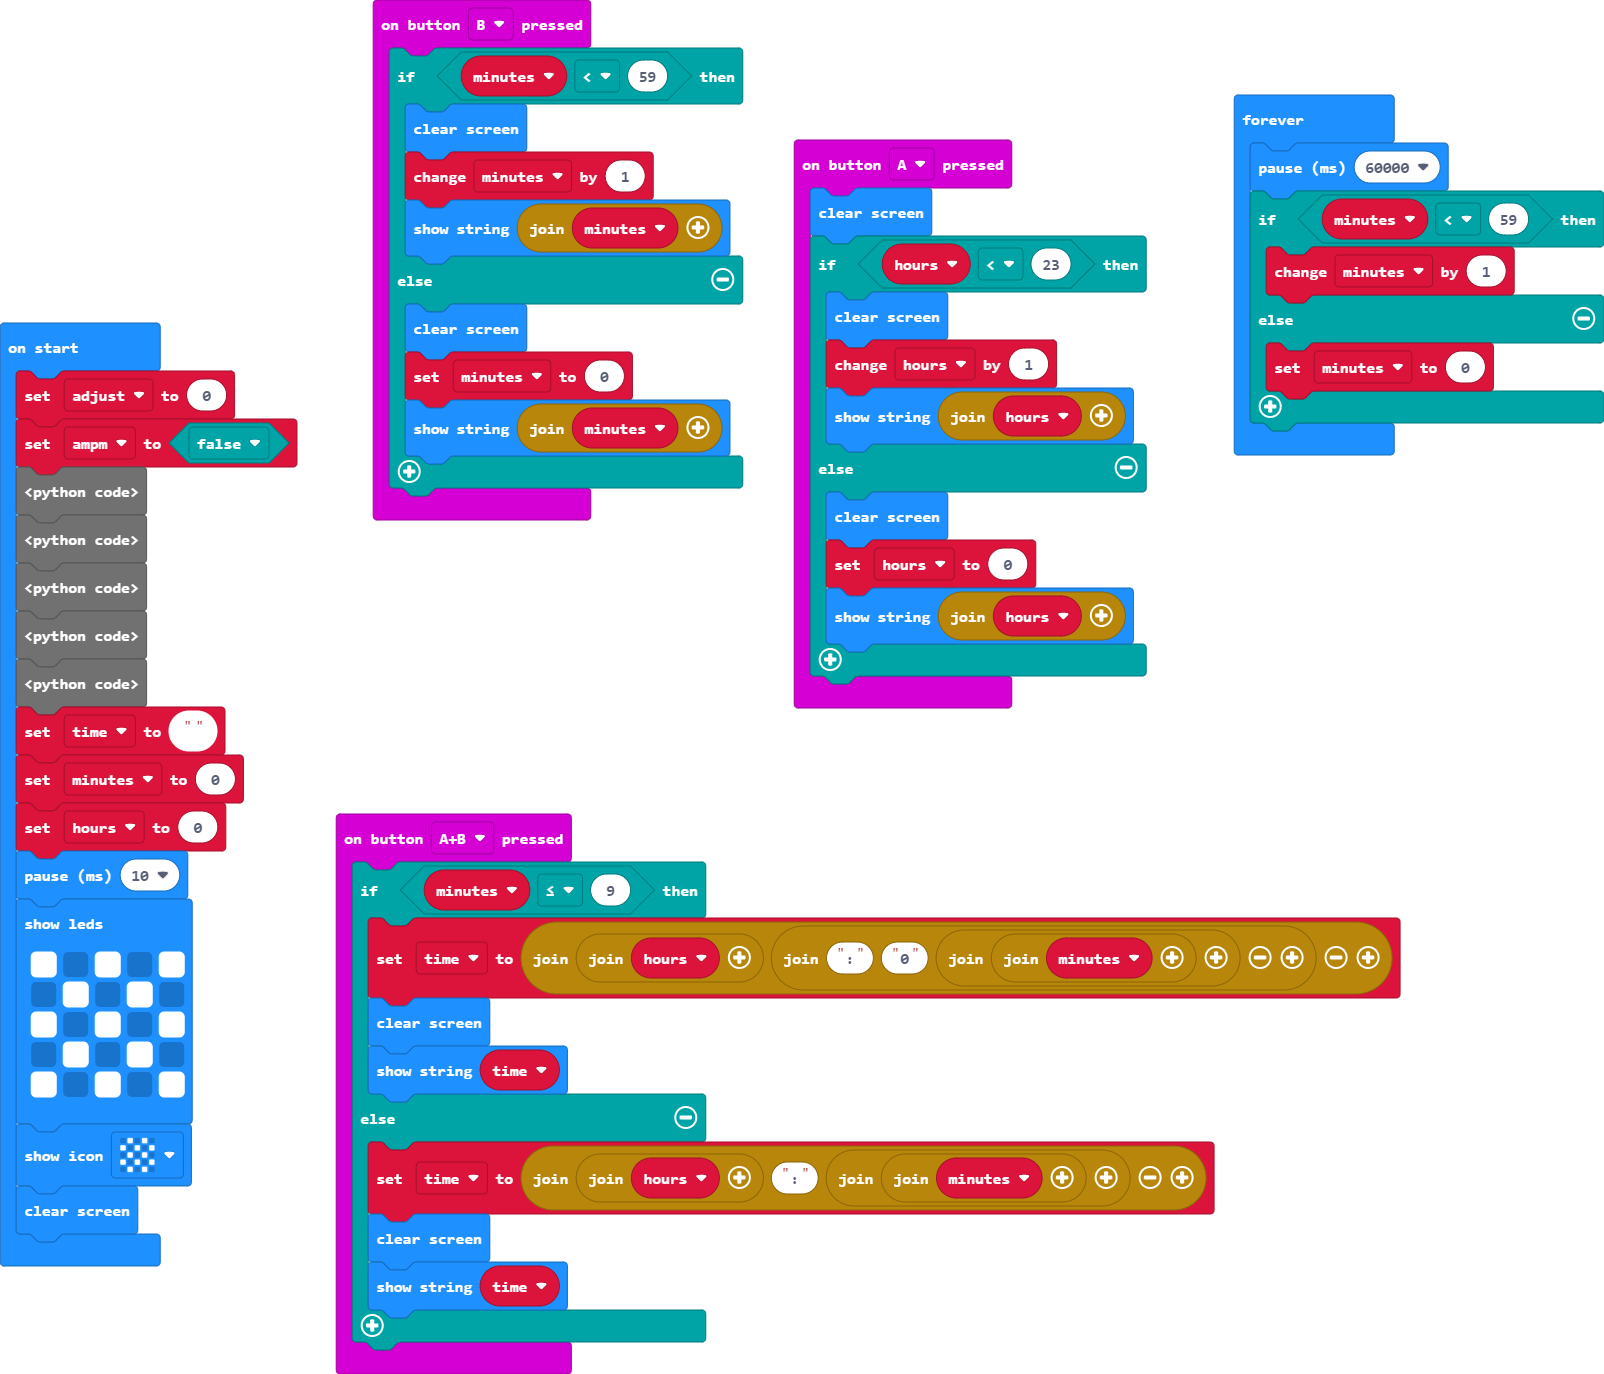 on start
set adjust to 0
set ampm to false
<python code>
<python code>
<python code>
<python code>
<python code>
set time to " "
set minutes to 0
set hours to 0
pause (ms) 10
show leds
show icon
clear screen
on button B pressed
if minutes < 59 then
clear screen
change minutes by 1
show string join minutes
else
clear screen
set minutes to 0
show string join minutes
on button A pressed
clear screen
if hours < 23 then
clear screen
change hours by 1
show string join hours
else
clear screen
set hours to 0
show string join hours
forever
pause (ms) 60000
if minutes < 59 then
change minutes by 1
else
set minutes to 0
on button A+B pressed
if minutes ≤ 9 then
set time to join join hours join ":" "0" join join minutes
clear screen
show string time
else
set time to join join hours ":" join join minutes
clear screen
show string time